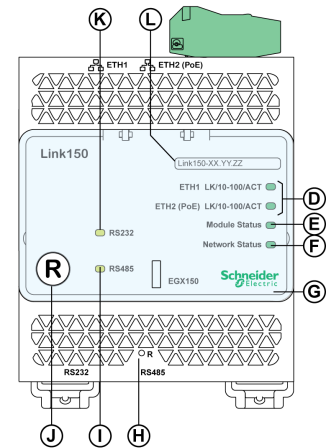 K
L
ETH1 ETH2 (PoE)
Link150
Link150-XX.YY.ZZ
ETH1 LK/10-100/ACT
D
ETH2 (PoE) LK/10-100/ACT
Module Status
E
RS232
Network Status
F
R
RS485
EGX150
Schneider
Electric
G
R
RS232
RS485
J
I
H